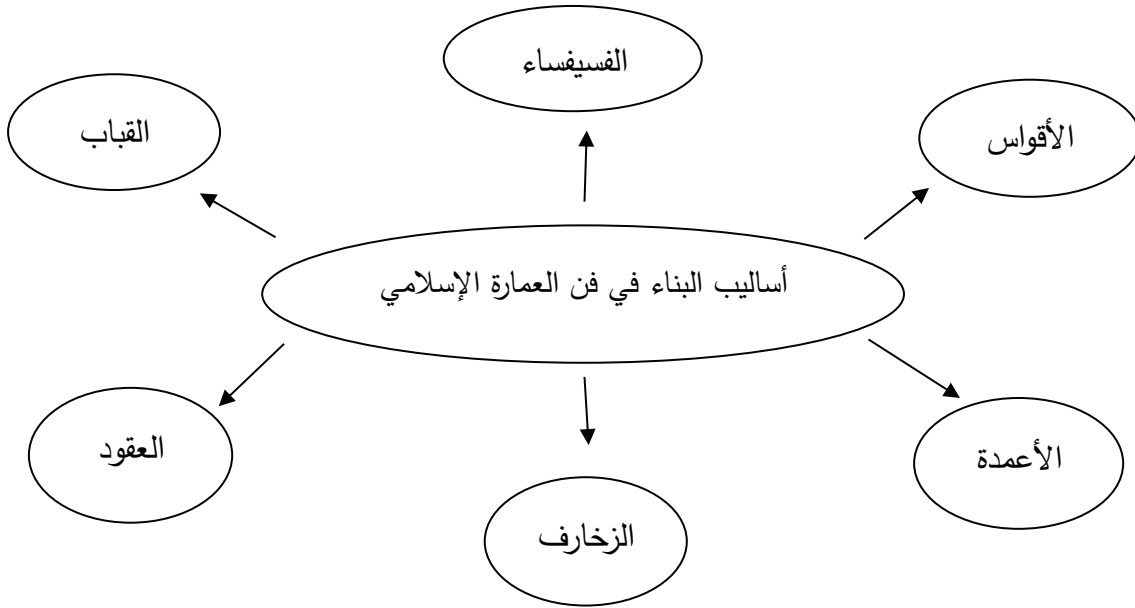 الفسيفساء
الأقواس
القباب
أساليب البناء في فن العمارة الإسلامي
الأعمدة
العقود
الزخارف